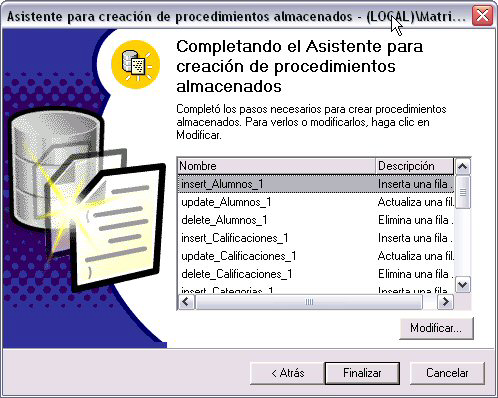 Asistente para creación de procedimientos almacenados - (LOCAL)\Matri...
Completando el Asistente para
creación de procedimientos
almacenados
Completó los pasos necesarios para crear procedimientos
almacenados. Para verlos o modificarlos, haga clic en
Modificar.
Nombre Descripción
insert_Alumnos_1 Inserta una fila .
update_Alumnos_1 Actualiza una fil.
delete_Alumnos_1 Elimina una fila .
insert_Calificaciones_1 Inserta una fila .
update_Calificaciones_1 Actualiza una fil.
delete_Calificaciones_1 Elimina una fila .
insert_Categorias_1 Inserta una fila
Modificar...
< Atrás Finalizar Cancelar